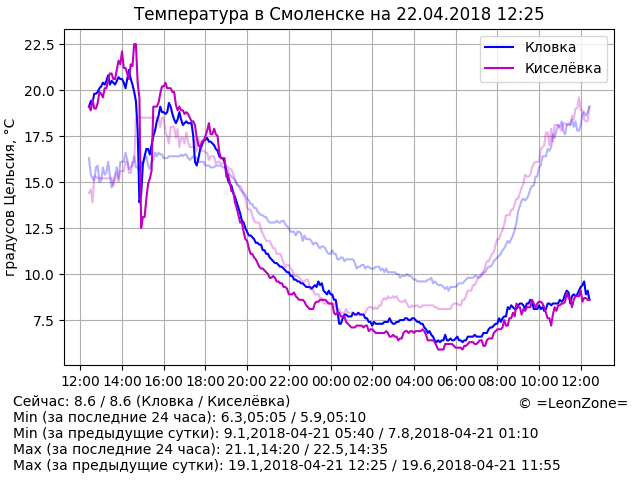 Температура в Смоленске на 22.04.2018 12:25
22.5
20.0
17.5
15.0
12.5
10.0
7.5
градусов Цельсия, °C
Кловка
Киселёвка
12:00 14:00 16:00 18:00 20:00 22:00 00:00 02:00 04:00 06:00 08:00 10:00 12:00
Сейчас: 8.6 / 8.6 (Кловка / Киселёвка)
© =LeonZone=
Min (за последние 24 часа): 6.3,05:05 / 5.9,05:10
Min (за предыдущие сутки): 9.1,2018-04-21 05:40 / 7.8,2018-04-21 01:10
Max (за последние 24 часа): 21.1,14:20 / 22.5,14:35
Max (за предыдущие сутки): 19.1,2018-04-21 12:25 / 19.6,2018-04-21 11:55